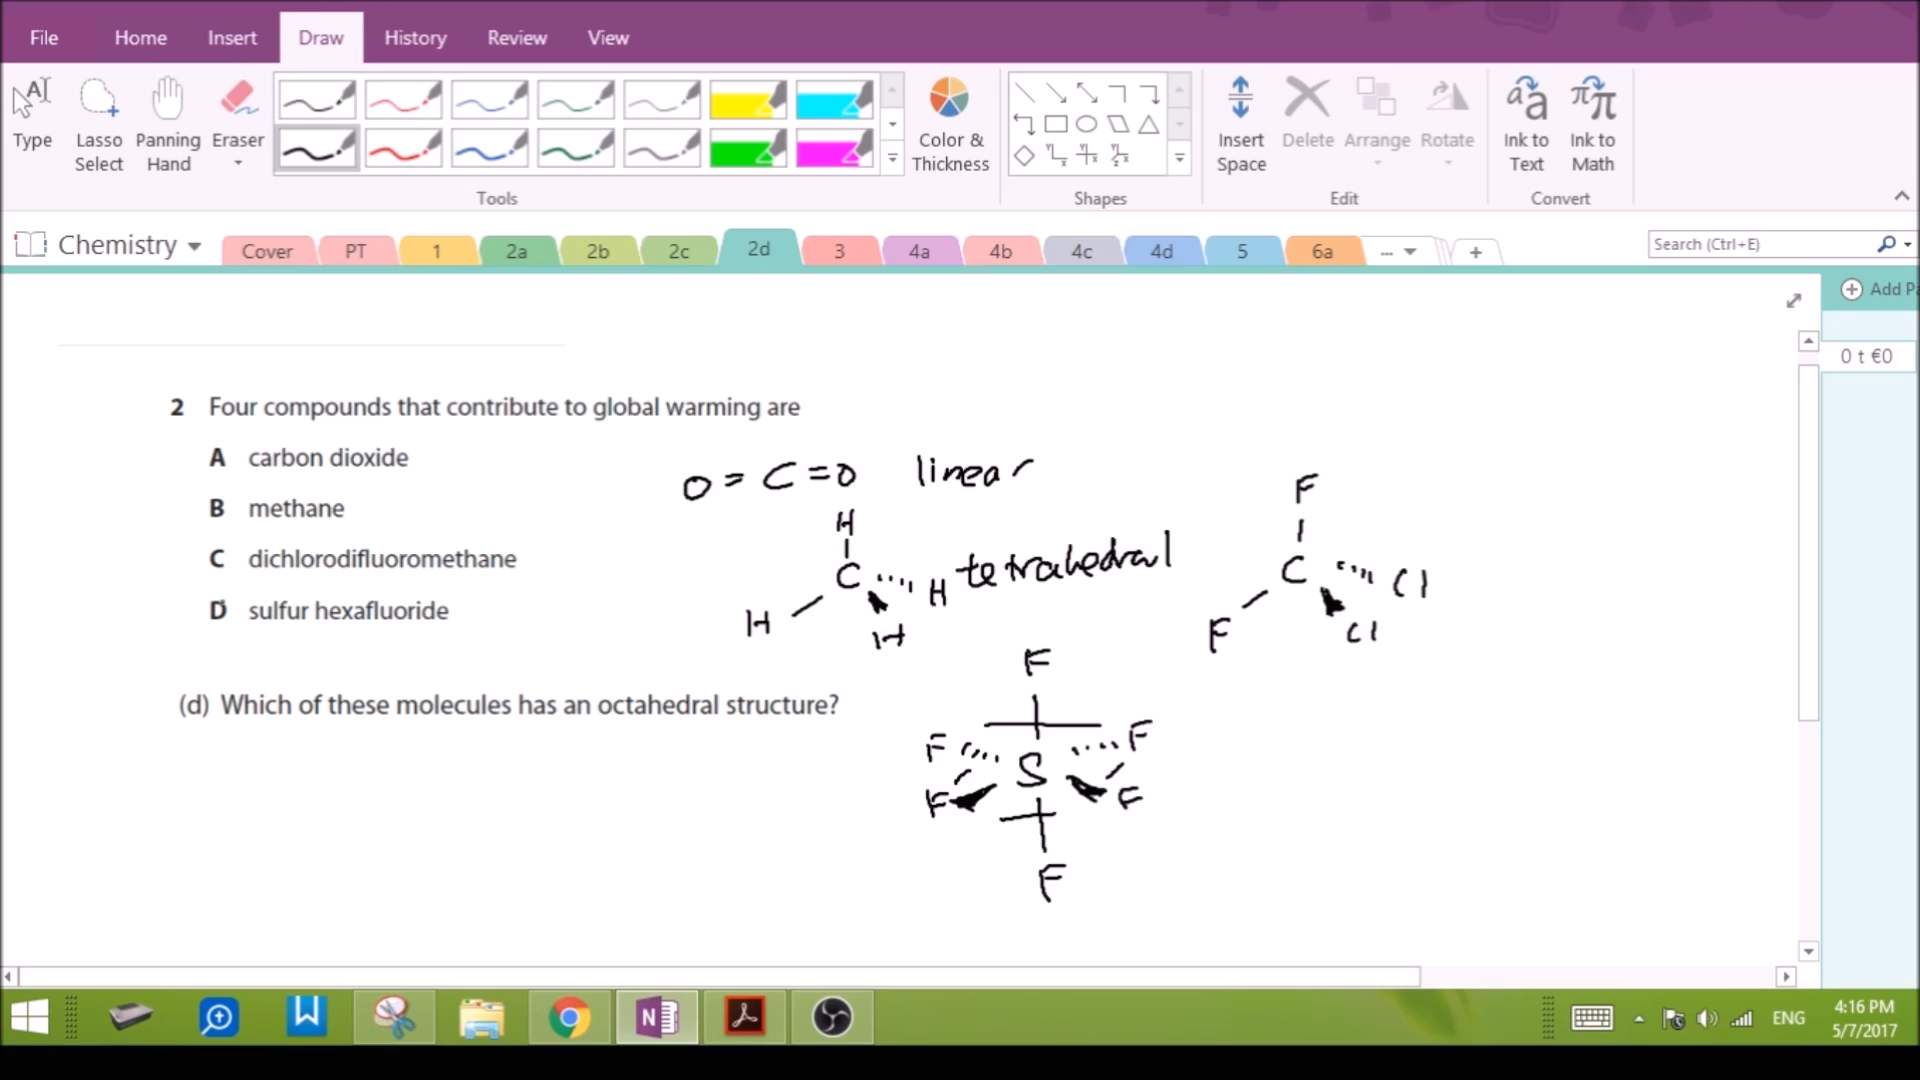 File Home Insert Draw History Review View
Type Lasso Select Panning Hand Eraser Color & Thickness Insert Space Delete Arrange Rotate Ink to Text Ink to Math
Tools Shapes Edit Convert
Chemistry Cover PT 1 2a 2b 2c 2d 3 4a 4b 4c 4d 5 6a ... + Search (Ctrl+E)
Add Pa
0 t €0
2 Four compounds that contribute to global warming are
A carbon dioxide
O = C = O linear
B methane
C dichlorodifluoromethane
D sulfur hexafluoride
H
C
H
H
H
tetrahedral
F
C
Cl
Cl
F
(d) Which of these molecules has an octahedral structure?
F
F F
S
F F
F
N
4:16 PM
ENG
5/7/2017